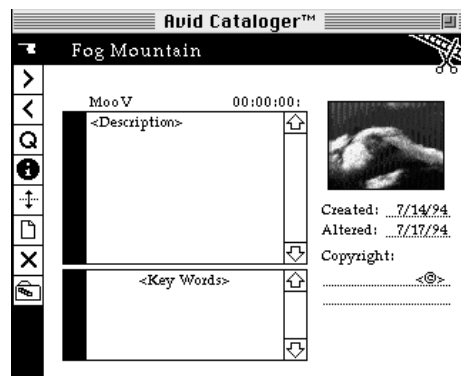 Avid Cataloger™
Fog Mountain
MooV 00:00:00:
<Description>
Created: 7/14/94
Altered: 7/17/94
Copyright:
<@>
<Key Words>